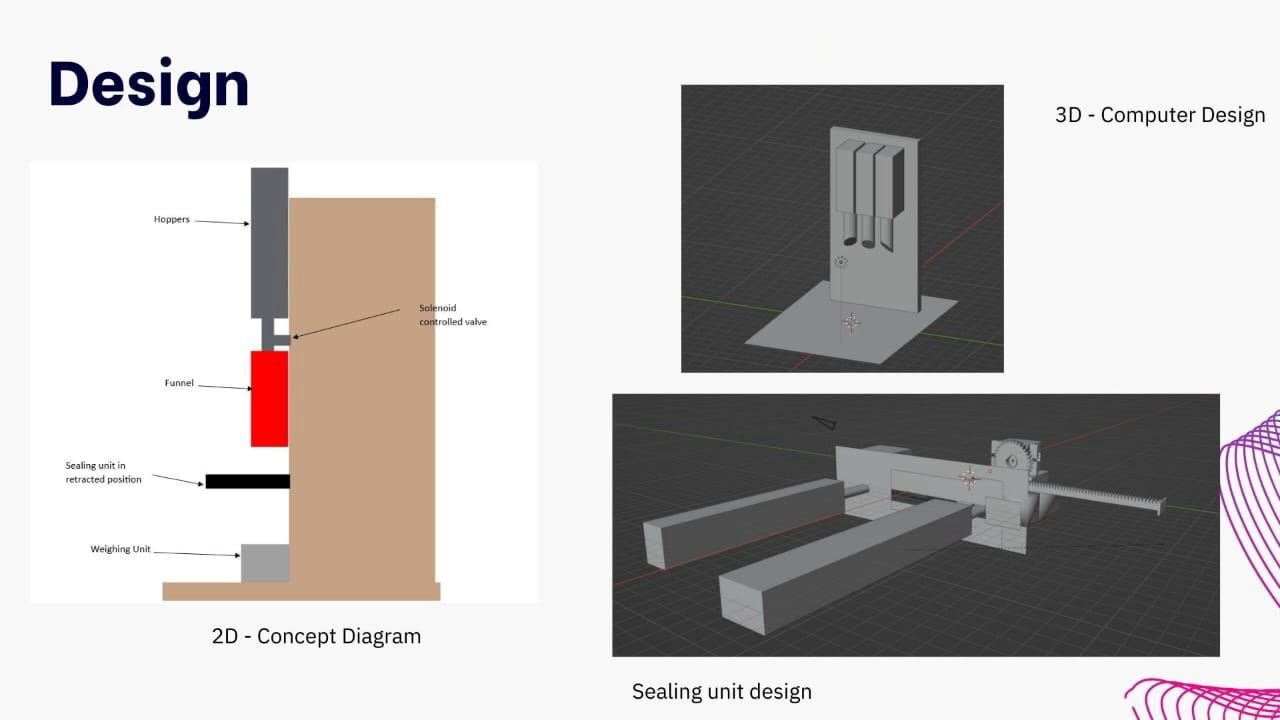 Design
3D - Computer Design
Hoppers
Solenoid
controlled valve
Funnel
Sealing unit in
retracted position
Weighing Unit
2D - Concept Diagram
Sealing unit design